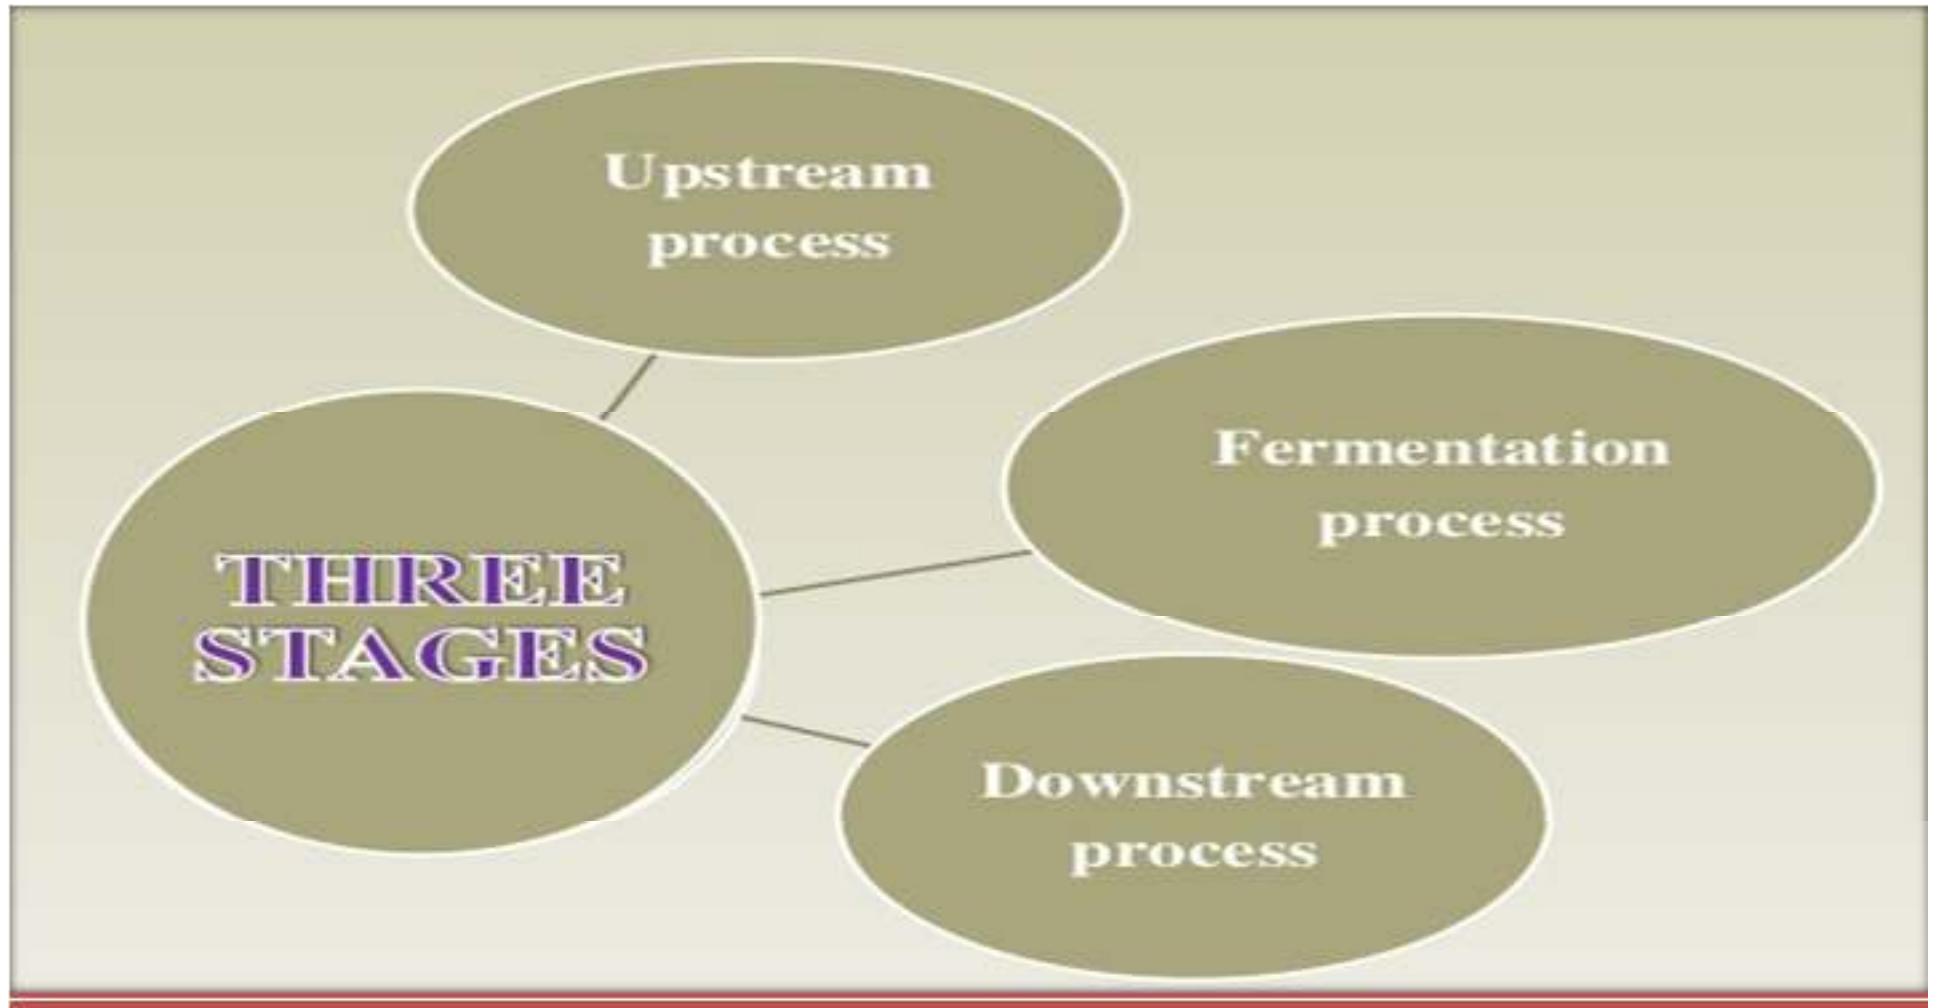 Upstream
process
Fermentation
process
THREE
STAGES
Downstream
process